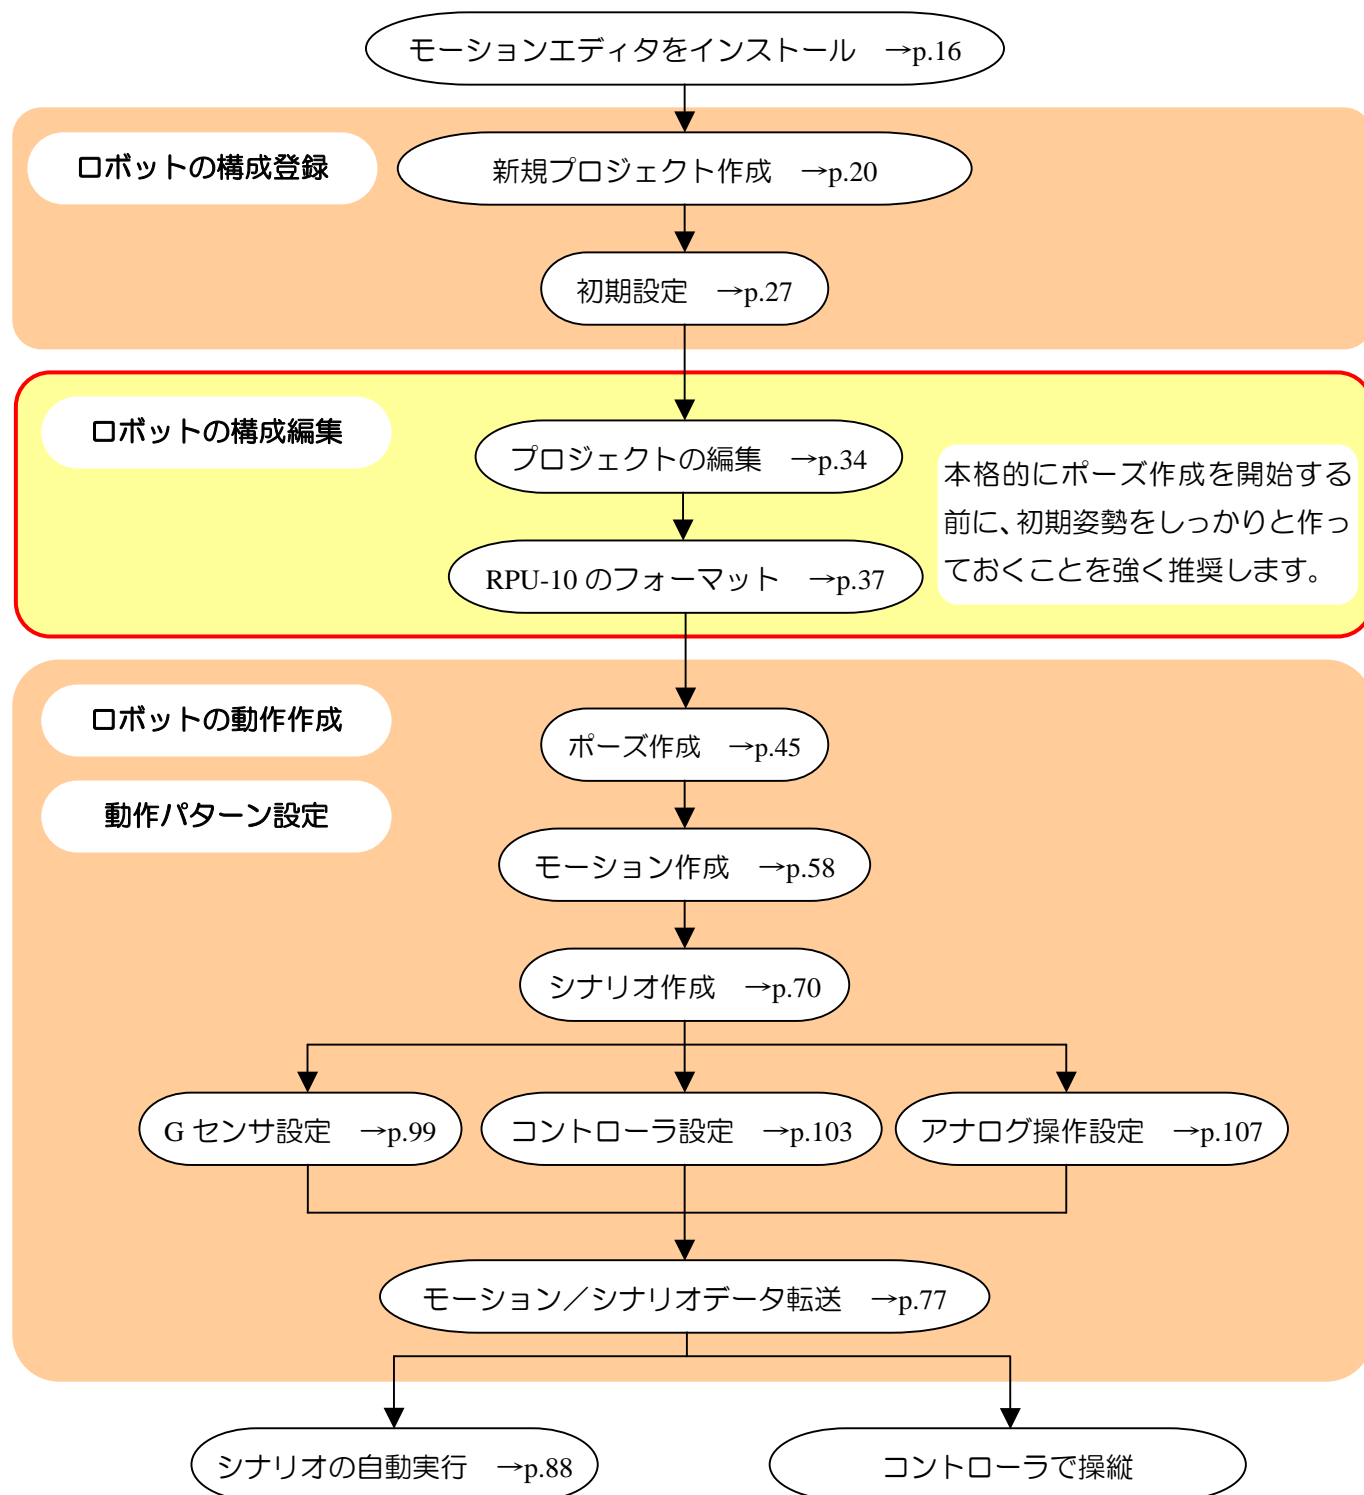 モーションエディタをインストール　→p.16
ロボットの構成登録
新規プロジェクト作成　→p.20
初期設定　→p.27
ロボットの構成編集
プロジェクトの編集　→p.34
本格的にポーズ作成を開始する
前に、初期姿勢をしっかりと作っ
ておくことを強く推奨します。
RPU-10 のフォーマット　→p.37
ロボットの動作作成
ポーズ作成　→p.45
動作パターン設定
モーション作成　→p.58
シナリオ作成　→p.70
G センサ設定　→p.99
コントローラ設定　→p.103
アナログ操作設定　→p.107
モーション／シナリオデータ転送　→p.77
シナリオの自動実行　→p.88
コントローラで操縦